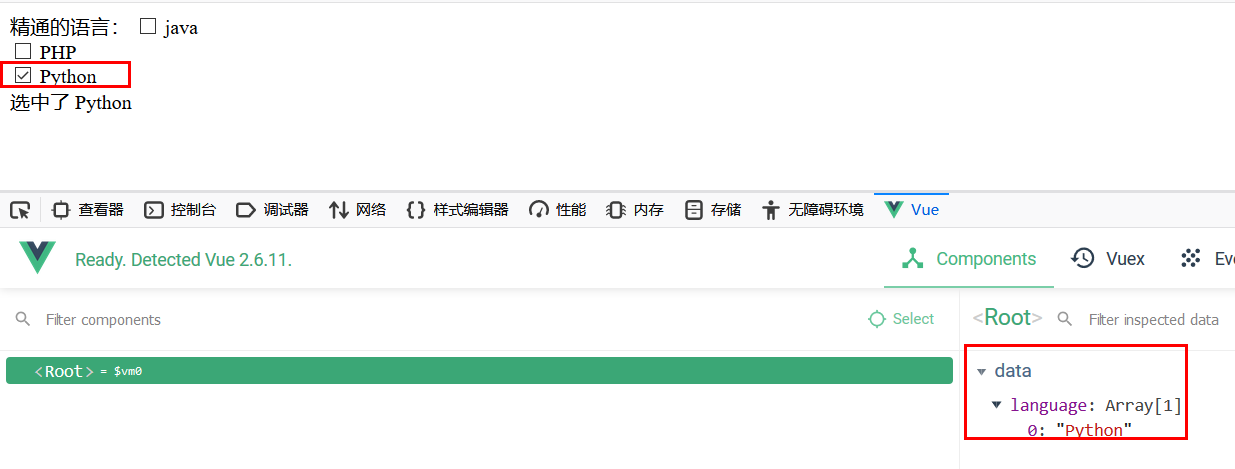 精通的语言： java
PHP
Python
选中了 Python
查看器 控制台 调试器 网络 样式编辑器 性能 内存 存储 无障碍环境 Vue
Ready. Detected Vue 2.6.11. Components Vuex Eve
Filter components Select <Root> Filter inspected data
<Root> = $vm0
data
language: Array[1]
0: "Python"